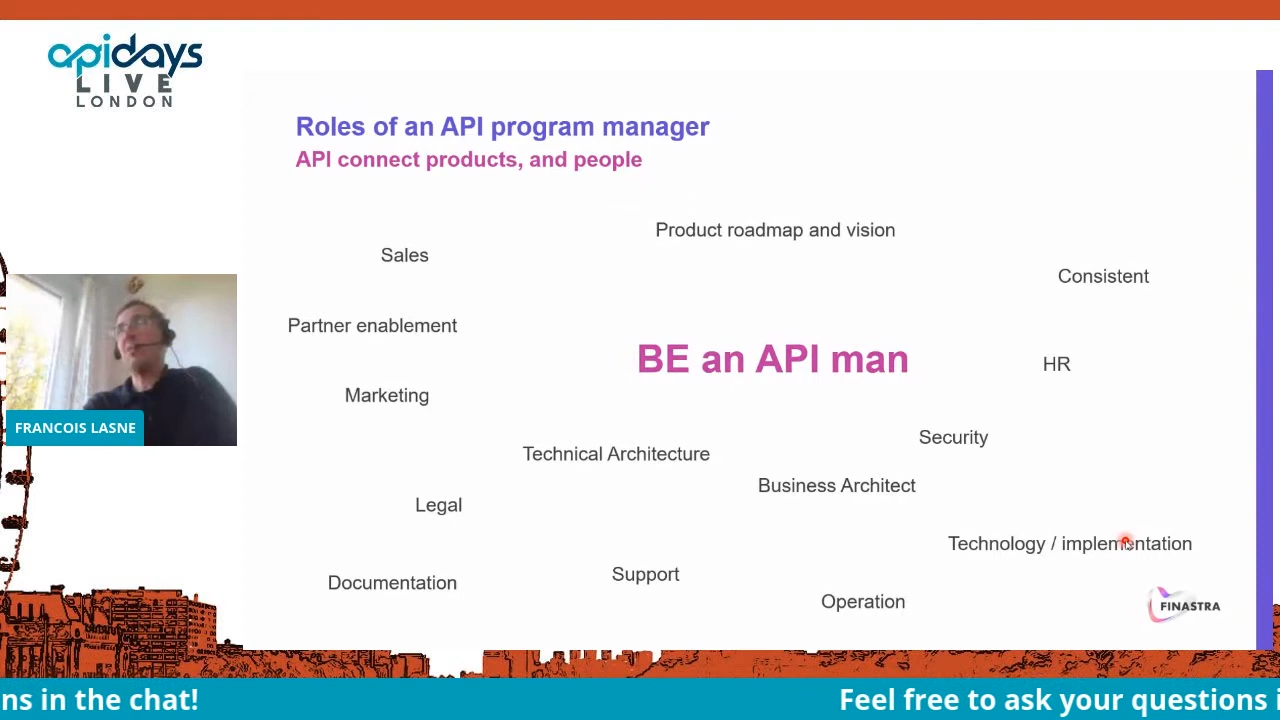 apidays
LIVE
LONDON
Roles of an API program manager
API connect products, and people
Product roadmap and vision
Sales
Consistent
Partner enablement
BE an API man
HR
Marketing
Security
Technical Architecture
Business Architect
Legal
Technology / implementation
Support
Documentation
Operation
FINASTRA
FRANCOIS LASNE
ns in the chat!
Feel free to ask your questions i